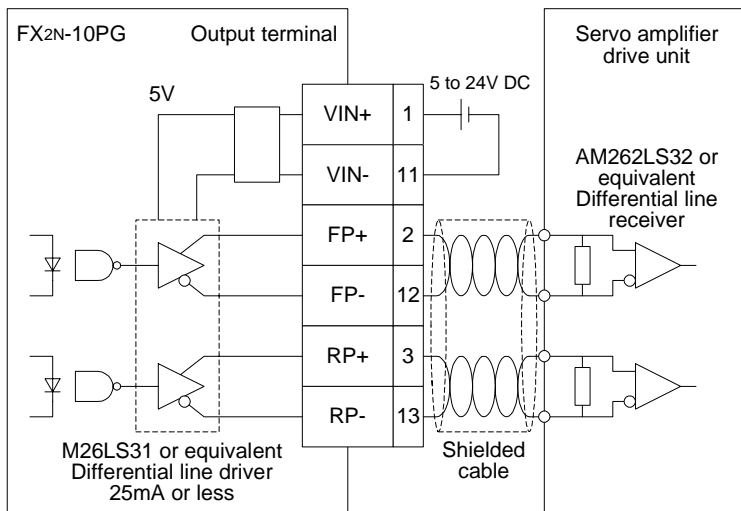 FX2N-10PG
Output terminal
Servo amplifier
drive unit
5V
5 to 24V DC
VIN+ 1
VIN- 11
FP+ 2
FP- 12
RP+ 3
RP- 13
AM262LS32 or
equivalent
Differential line
receiver
M26LS31 or equivalent
Differential line driver
25mA or less
Shielded
cable